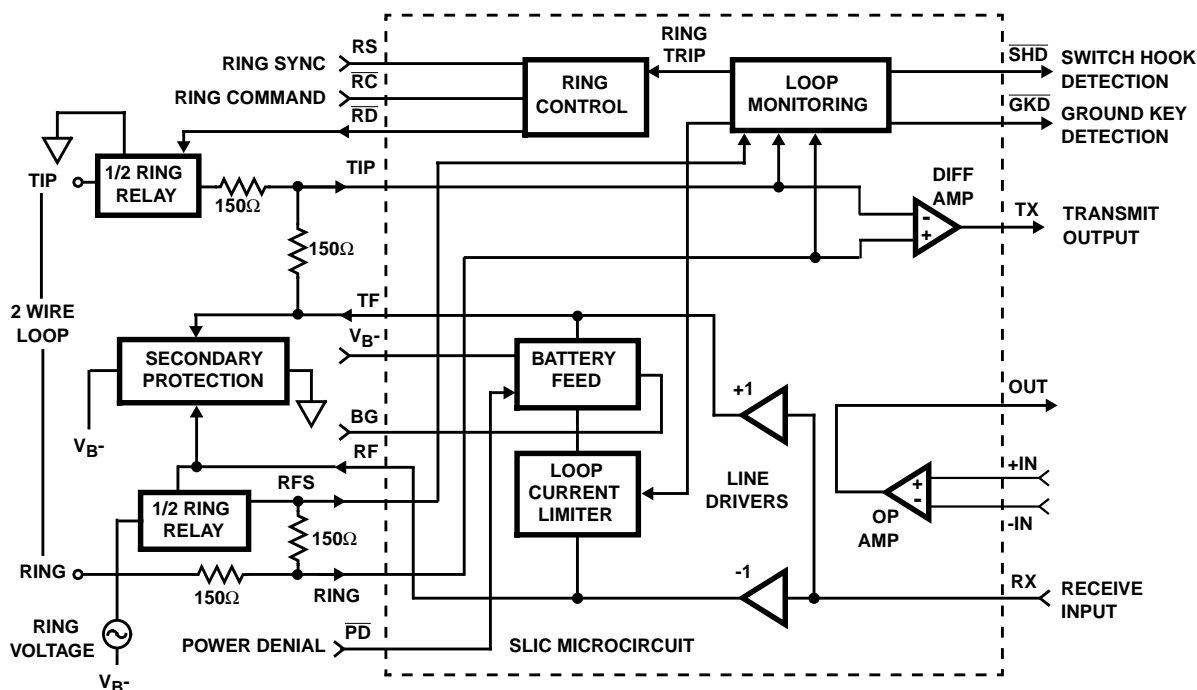 RS
RING SYNC
RC
RING COMMAND
RD
RING
CONTROL
RING
TRIP
LOOP
MONITORING
SHD
SWITCH HOOK
DETECTION
GKD
GROUND KEY
DETECTION
TIP
1/2 RING
RELAY
150Ω
TIP
150Ω
DIFF
AMP
-
+
TX
TRANSMIT
OUTPUT
2 WIRE
LOOP
TF
VB-
SECONDARY
PROTECTION
VB-
BATTERY
FEED
BG
RF
+1
LINE
DRIVERS
OUT
+IN
-IN
+
-
OP
AMP
RFS
1/2 RING
RELAY
150Ω
LOOP
CURRENT
LIMITER
RING
150Ω
RING
-1
RX
RECEIVE
INPUT
RING
VOLTAGE
VB-
POWER DENIAL
PD
SLIC MICROCIRCUIT